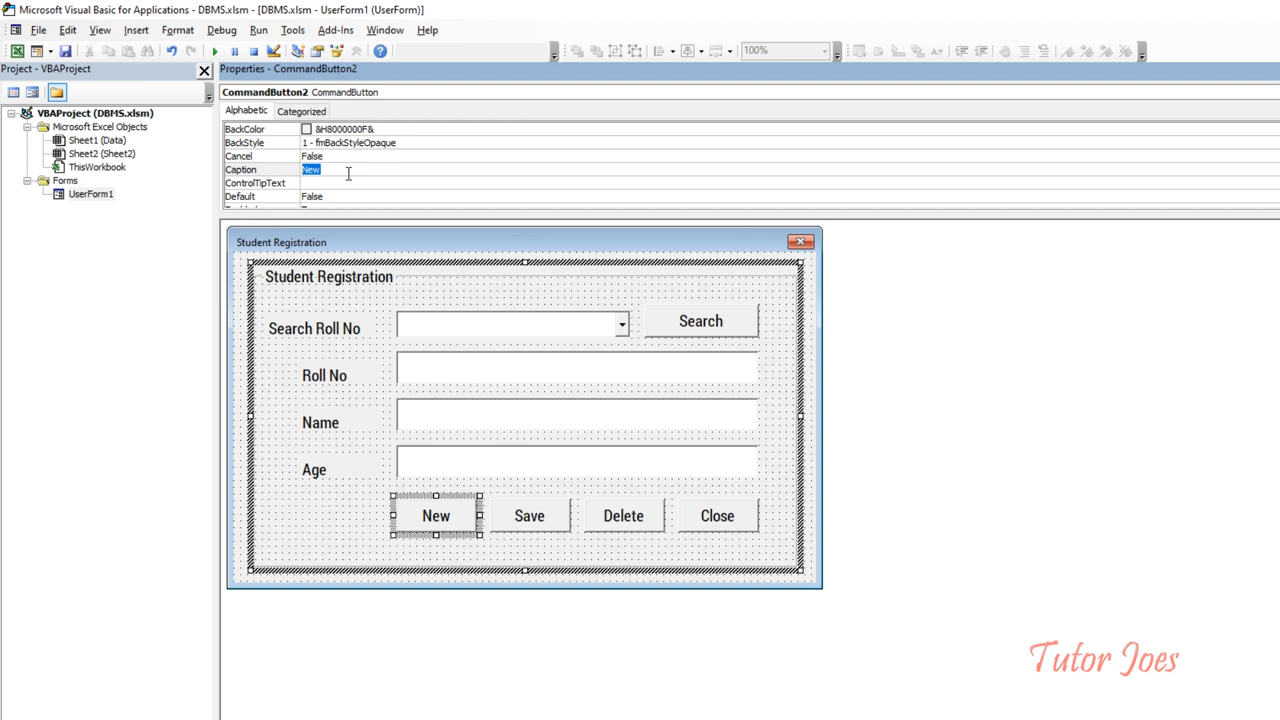 Microsoft Visual Basic for Applications - DBMS.xlsm - [DBMS.xlsm - UserForm1 (UserForm)]
File Edit View Insert Format Debug Run Tools Add-Ins Window Help
100%
Project - VBAProject
Properties - CommandButton2
CommandButton2 CommandButton
Alphabetic Categorized
VBAProject (DBMS.xlsm)
Microsoft Excel Objects
Sheet1 (Data)
Sheet2 (Sheet2)
ThisWorkbook
Forms
UserForm1
BackColor &H8000000F&
BackStyle 1 - fmBackStyleOpaque
Cancel False
Caption New
ControlTipText
Default False
Student Registration
Student Registration
Search Roll No Search
Roll No
Name
Age
New Save Delete Close
Tutor Joes